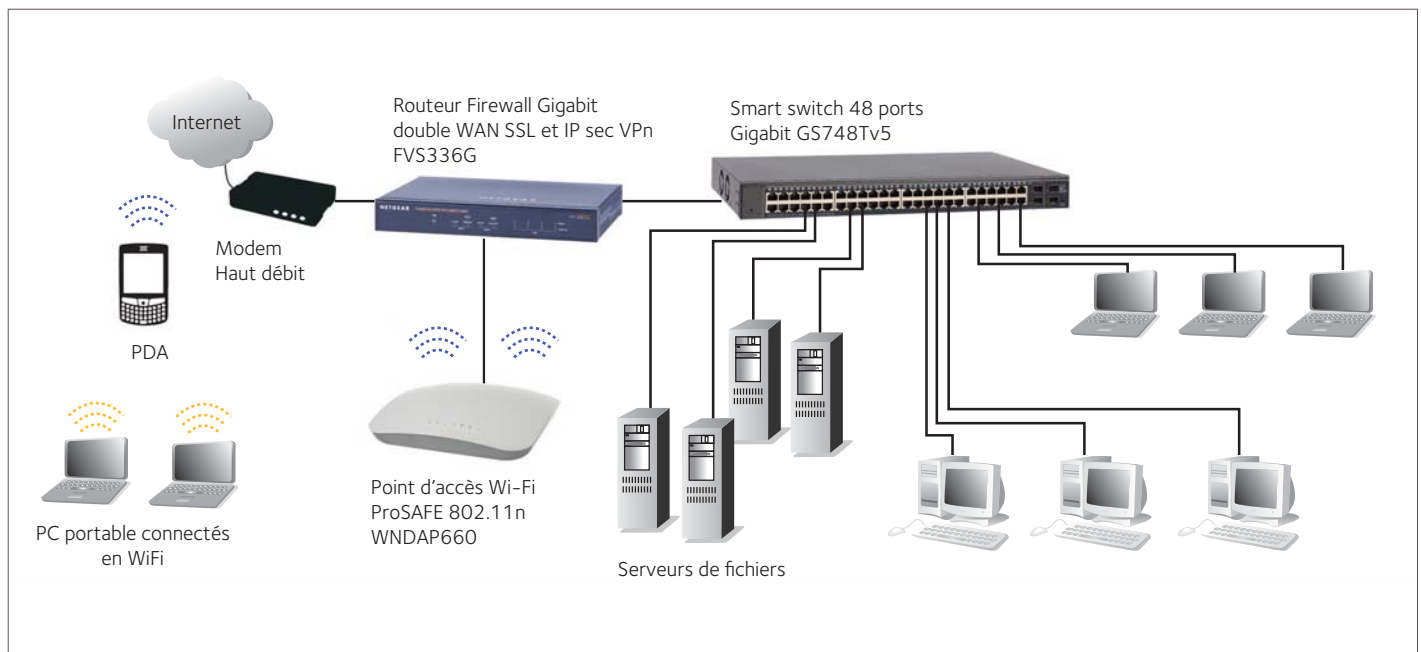 Internet
Routeur Firewall Gigabit
double WAN SSL et IP sec VPn
FVS336G
Smart switch 48 ports
Gigabit GS748Tv5
NETGEAR
Modem
Haut débit
PDA
Point d'accès Wi-Fi
ProSAFE 802.11n
WNDAP660
PC portable connectés
en WiFi
Serveurs de fichiers